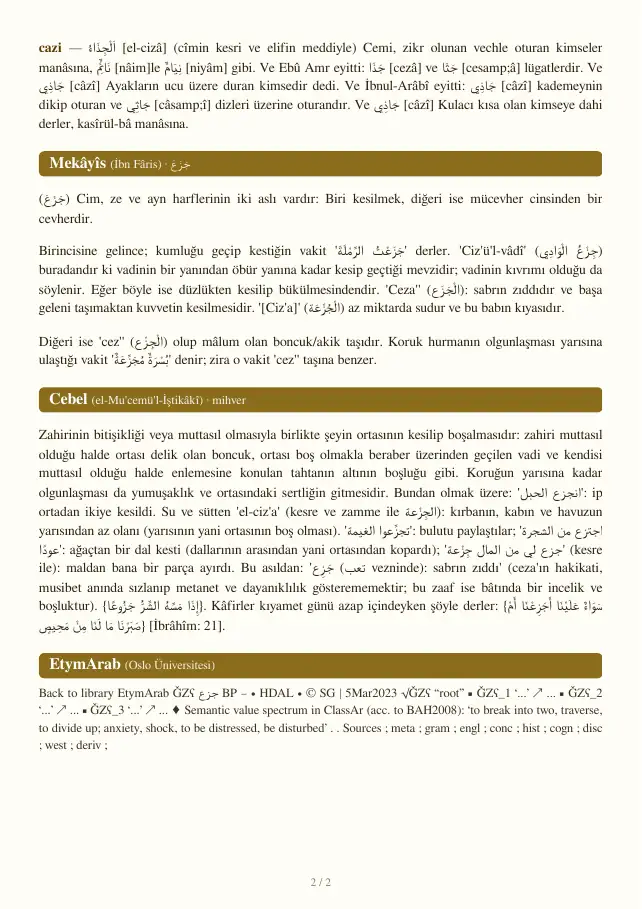 cazi — اَلْجِذَاءُ [el-cizâ] (cîmin kesri ve elifin meddiyle) Cemi, zikr olunan vechle oturan kimseler
manâsına, نَائِمٌ [nâim]le نِيَامٌ [niyâm] gibi. Ve Ebû Amr eyitti: جَذَا [cezâ] ve جَثَا [cesamp;â] lügatlerdir. Ve
جَاذِي [câzî] Ayakların ucu üzere duran kimsedir dedi. Ve İbnul-Arâbî eyitti: جَاذِي [câzî] kademeynin
dikip oturan ve جَاثِي [câsamp;î] dizleri üzerine oturandır. Ve جَاذِي [câzî] Kulacı kısa olan kimseye dahi
derler, kasîrül-bâ manâsına.
Mekâyîs (İbn Fâris) · جَزَعَ
(جَزَعَ) Cim, ze ve ayn harflerinin iki aslı vardır: Biri kesilmek, diğeri ise mücevher cinsinden bir
cevherdir.
Birincisine gelince; kumluğu geçip kestiğin vakit 'جَزَعْتُ الرَّمْلَةَ' derler. 'Ciz'ü'l-vâdî' (جِزْعُ الْوَادِي)
buradandır ki vadinin bir yanından öbür yanına kadar kesip geçtiği mevzidir; vadinin kıvrımı olduğu da
söylenir. Eğer böyle ise düzlükten kesilip bükülmesindendir. 'Ceza'' (الْجَزَع): sabrın zıddıdır ve başa
geleni taşımaktan kuvvetin kesilmesidir. '[Ciz'a]' (الْجُزْعَة) az miktarda sudur ve bu babın kıyasıdır.
Diğeri ise 'cez'' (الْجِزْع) olup mâlum olan boncuk/akik taşıdır. Koruk hurmanın olgunlaşması yarısına
ulaştığı vakit 'بُسْرَةٌ مُجَزَّعَةٌ' denir; zira o vakit 'cez'' taşına benzer.
Cebel (el-Mu'cemü'l-İştikâkî) · mihver
Zahirinin bitişikliği veya muttasıl olmasıyla birlikte şeyin ortasının kesilip boşalmasıdır: zahiri muttasıl
olduğu halde ortası delik olan boncuk, ortası boş olmakla beraber üzerinden geçilen vadi ve kendisi
muttasıl olduğu halde enlemesine konulan tahtanın altının boşluğu gibi. Koruğun yarısına kadar
olgunlaşması da yumuşaklık ve ortasındaki sertliğin gitmesidir. Bundan olmak üzere: 'انجزع الحبل': ip
ortadan ikiye kesildi. Su ve sütten 'el-ciz'a' (kesre ve zamme ile الجِزْعة): kırbanın, kabın ve havuzun
yarısından az olanı (yarısının yani ortasının boş olması). 'تجزّعوا الغيمة': bulutu paylaştılar; 'اجتزع من الشجرة
عودًا': ağaçtan bir dal kesti (dallarının arasından yani ortasından kopardı); 'جزع لي من المال جِزْعة' (kesre
ile): maldan bana bir parça ayırdı. Bu asıldan: 'جَزِع (تعب vezninde): sabrın zıddı' (ceza'ın hakikati,
musibet anında sızlanıp metanet ve dayanıklılık gösterememektir; bu zaaf ise bâtında bir incelik ve
boşluktur). {إِذَا مَسَّهُ الشَّرُّ جَزُوعًا}. Kâfirler kıyamet günü azap içindeyken şöyle derler: {سَوَاءٌ عَلَيْنَا أَجَزِعْنَا أَمْ
صَبَرْنَا مَا لَنَا مِنْ مَحِيصٍ} [İbrâhîm: 21].
EtymArab (Oslo Üniversitesi)
Back to library EtymArab ǦZʕ جزع BP – • HDAL • © SG | 5Mar2023 √ǦZʕ “root” ▪ ǦZʕ_1 ‘...’ ↗ ... ▪ ǦZʕ_2
‘...’ ↗ ... ▪ ǦZʕ_3 ‘...’ ↗ ... ♦ Semantic value spectrum in ClassAr (acc. to BAH2008): ‘to break into two, traverse,
to divide up; anxiety, shock, to be distressed, be disturbed’ . . Sources ; meta ; gram ; engl ; conc ; hist ; cogn ; disc
; west ; deriv ;
2 / 2